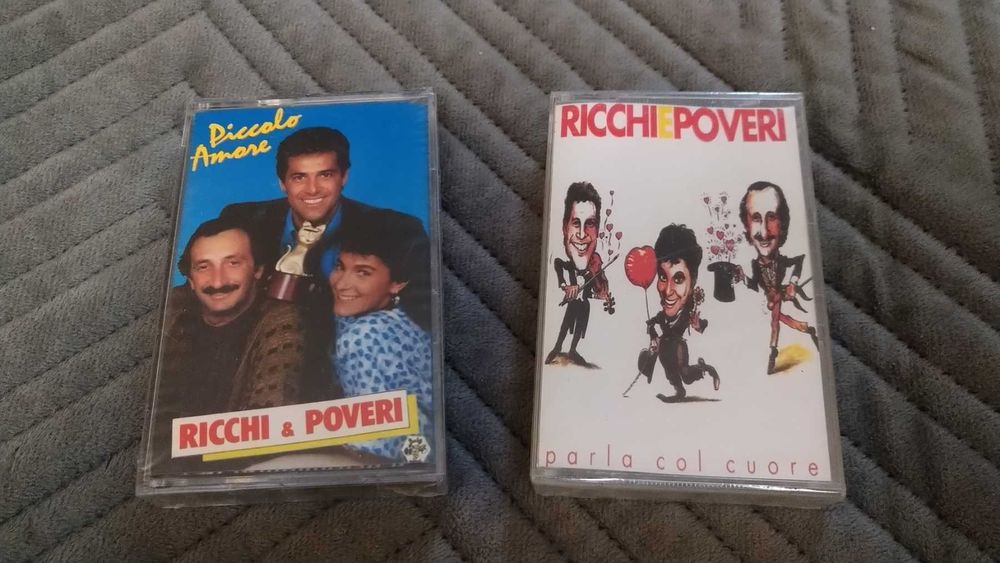 Piccolo
Amore
RICCHI & POVERI
RICCHIEPOVERI
parla col cuore